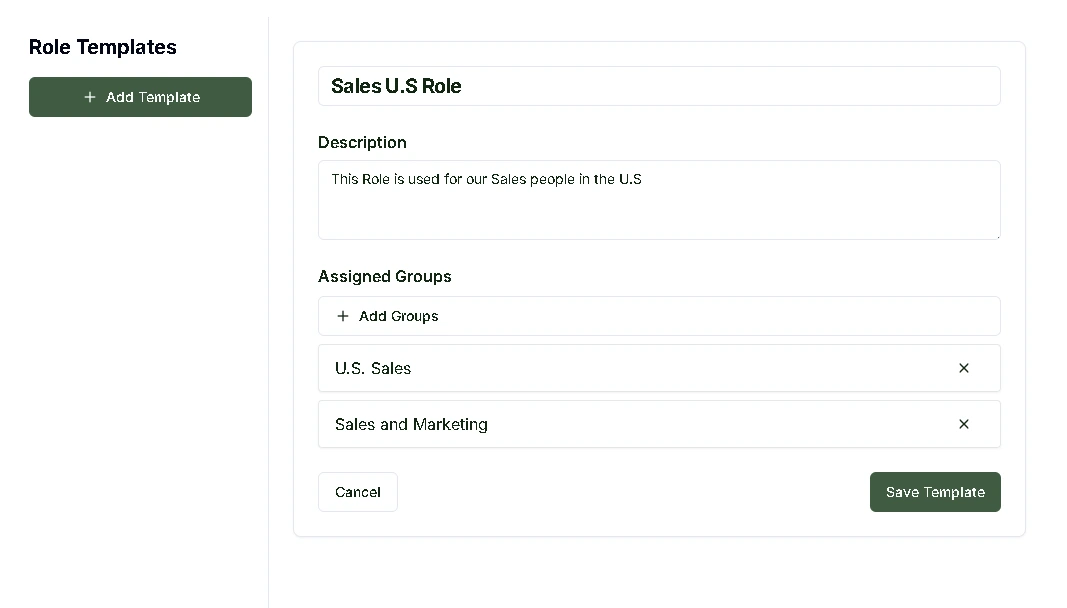 Role Templates
+ Add Template
Sales U.S Role
Description
This Role is used for our Sales people in the U.S
Assigned Groups
+ Add Groups
U.S. Sales
Sales and Marketing
Cancel
Save Template